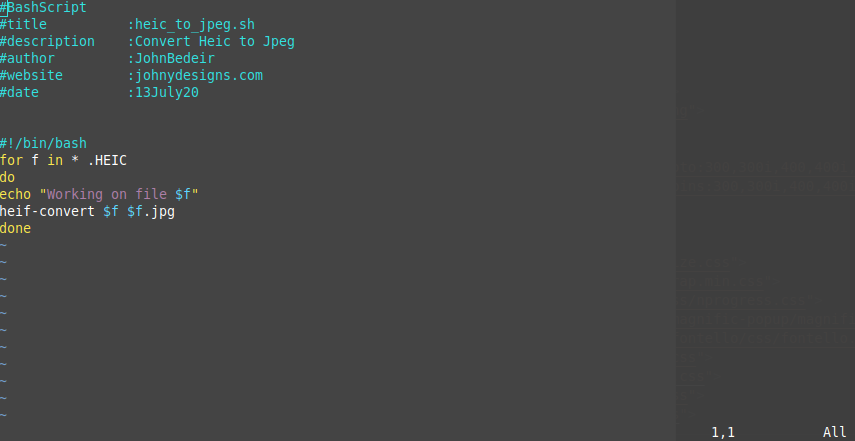 #BashScript
#title          :heic_to_jpeg.sh
#description    :Convert Heic to Jpeg
#author         :JohnBedeir
#website        :johnydesigns.com
#date           :13July20
#!/bin/bash
for f in * .HEIC
do
echo "Working on file $f"
heif-convert $f $f.jpg
done
~
~
~
~
~
~
~
~
~
~
~
1,1           All